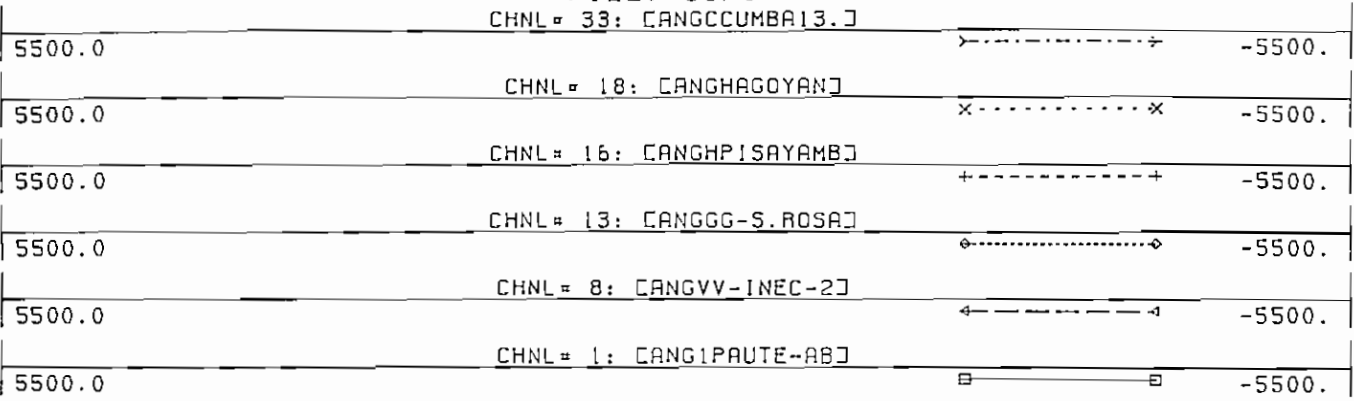 CHNL# 33: [ANGCCUMBA13.]
5500.0 -5500.
CHNL# 18: [ANGHAGOYAN]
5500.0 -5500.
CHNL# 16: [ANGHPISAYAMB]
5500.0 -5500.
CHNL# 13: [ANGGG-S.ROSA]
5500.0 -5500.
CHNL# 8: [ANGVV-INEC-2]
5500.0 -5500.
CHNL# 1: [ANG1PAUTE-AB]
5500.0 -5500.